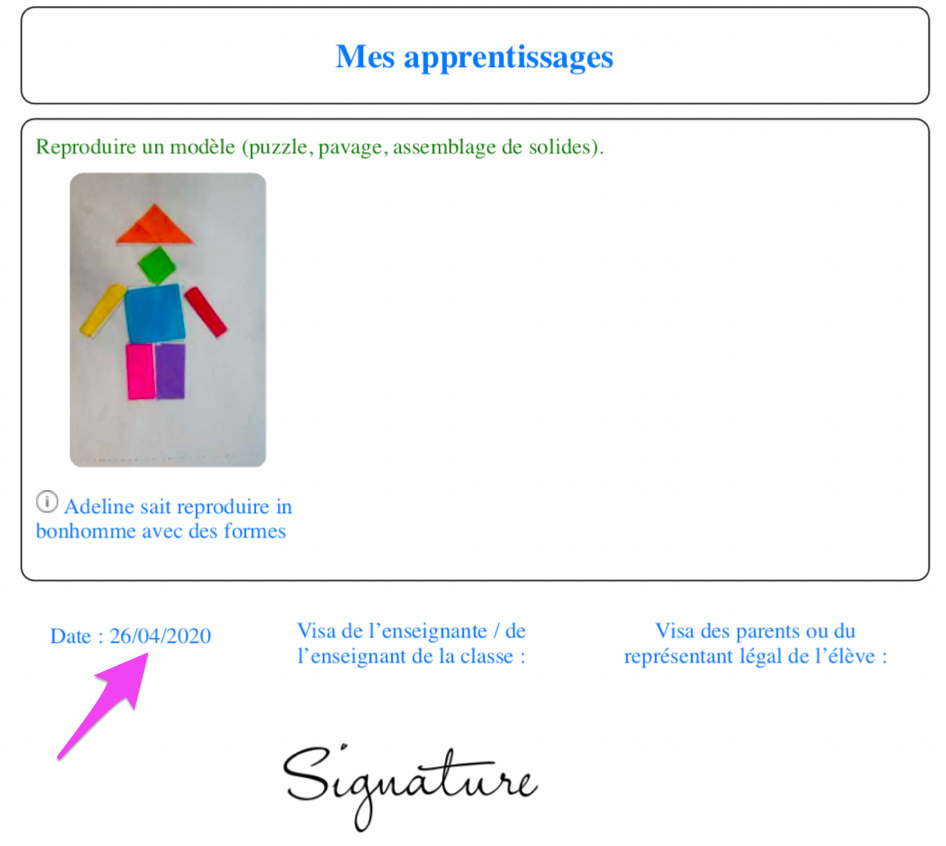 Mes apprentissages
Reproduire un modèle (puzzle, pavage, assemblage de solides).
Adeline sait reproduire in
bonhomme avec des formes
Date : 26/04/2020
Visa de l’enseignante / de
l’enseignant de la classe :
Visa des parents ou du
représentant légal de l’élève :
Signature